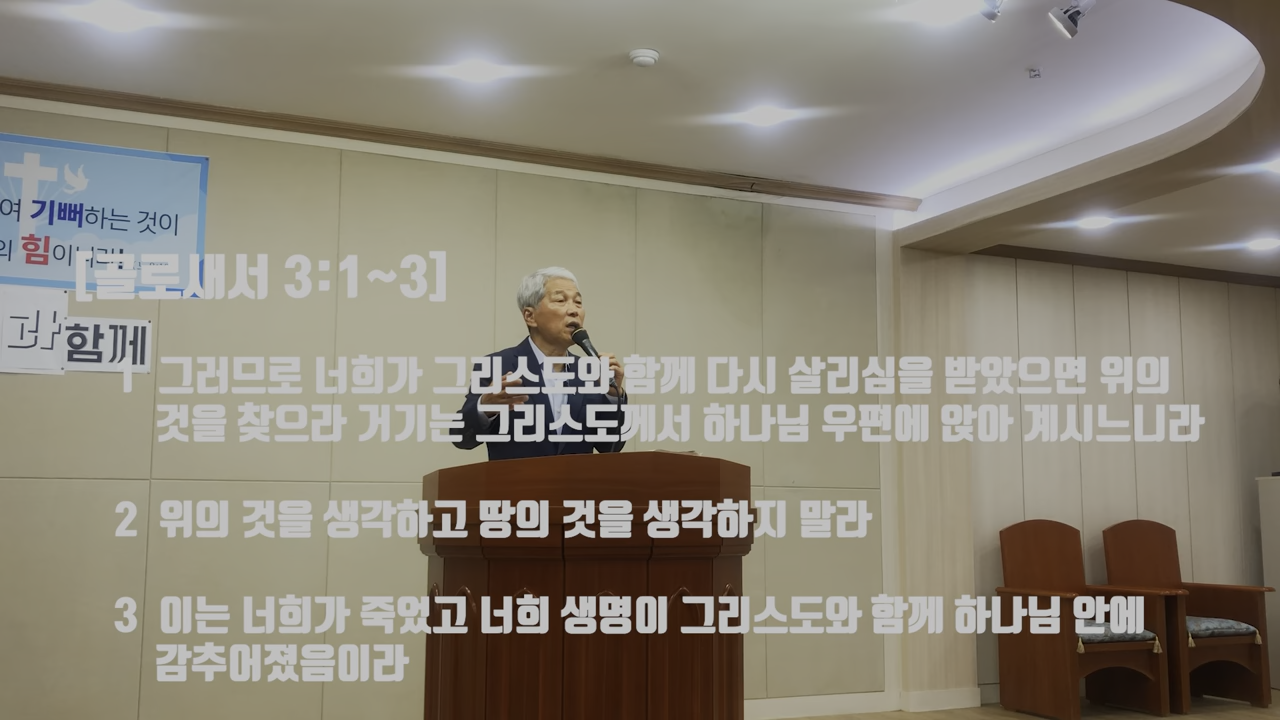 여 기뻐하는 것이
의 힘이니라!
[골로새서 3:1~3]
함께
1 그러므로 너희가 그리스도와 함께 다시 살리심을 받았으면 위의
것을 찾으라 거기는 그리스도께서 하나님 우편에 앉아 계시느니라
2 위의 것을 생각하고 땅의 것을 생각하지 말라
3 이는 너희가 죽었고 너희 생명이 그리스도와 함께 하나님 안에
감추어졌음이라